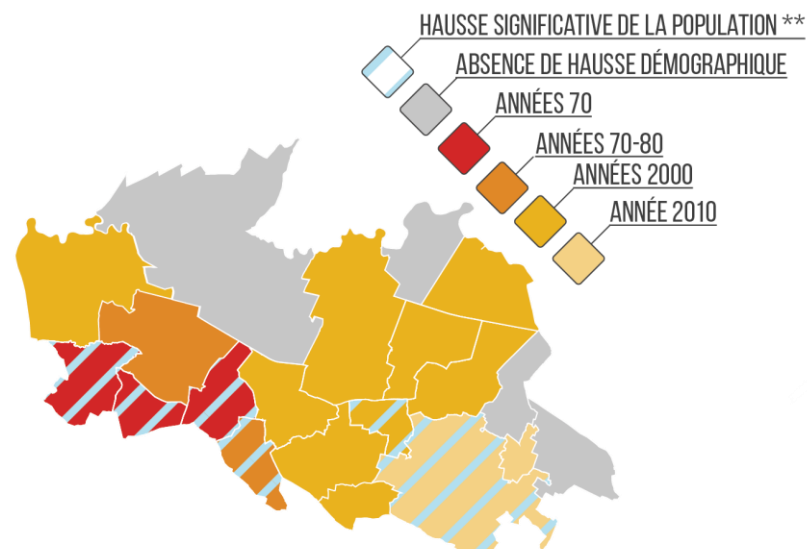 HAUSSE SIGNIFICATIVE DE LA POPULATION **
ABSENCE DE HAUSSE DÉMOGRAPHIQUE
ANNÉES 70
ANNÉES 70-80
ANNÉES 2000
ANNÉE 2010